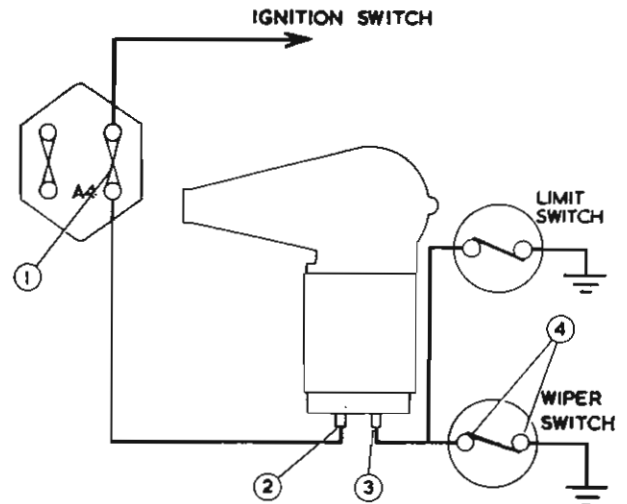 IGNITION SWITCH
A4
LIMIT
SWITCH
1
4
WIPER
SWITCH
2
3